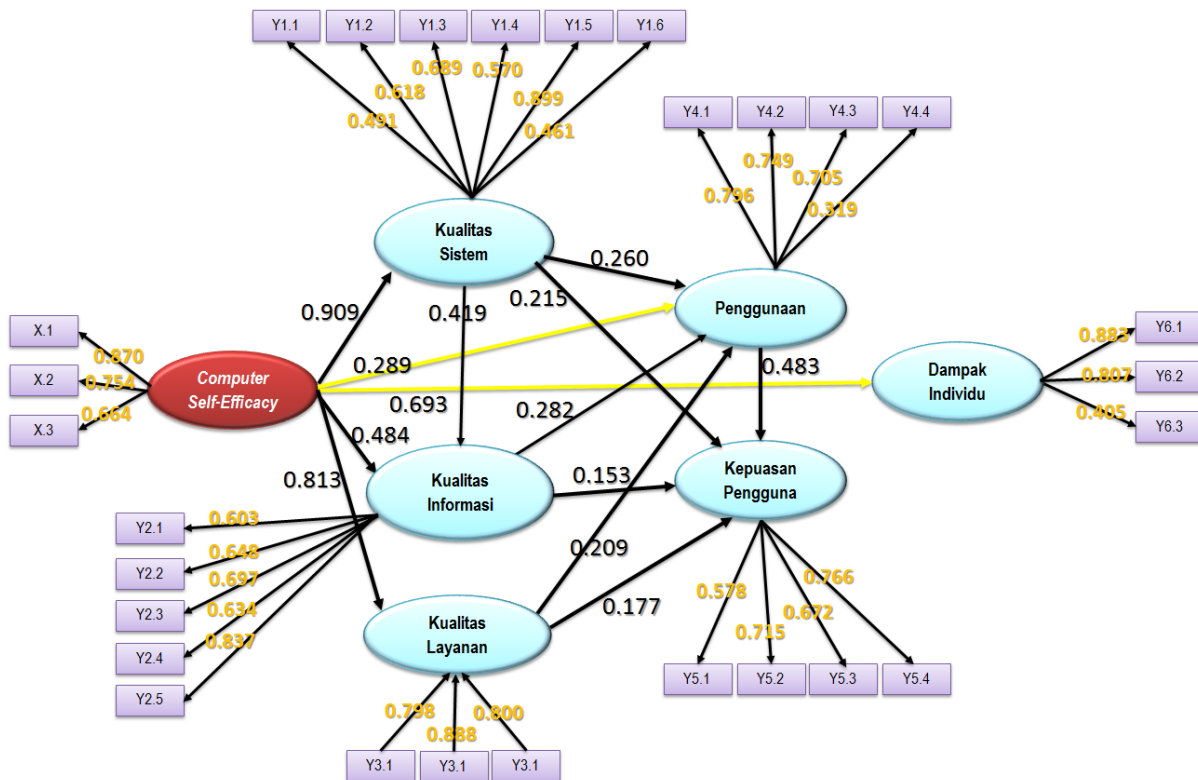 Y1.1 Y1.2 Y1.3 Y1.4 Y1.5 Y1.6
0.491
0.618
0.689
0.570
0.899
0.461
Y4.1 Y4.2 Y4.3 Y4.4
0.796
0.749
0.705
0.319
Kualitas
Sistem
0.260
0.215
Penggunaan
0.909
0.419
0.289
0.693
X.1
X.2
X.3
0.870
0.754
0.664
Computer
Self-Efficacy
0.483
Dampak
Individu
0.883
0.807
0.405
Y6.1
Y6.2
Y6.3
0.484
0.282
0.813
Kualitas
Informasi
0.153
Kepuasan
Pengguna
Y2.1
Y2.2
Y2.3
Y2.4
Y2.5
0.603
0.648
0.697
0.634
0.837
0.209
0.177
Kualitas
Layanan
0.578
0.715
0.672
0.766
Y5.1 Y5.2 Y5.3 Y5.4
0.798
0.888
0.800
Y3.1 Y3.1 Y3.1